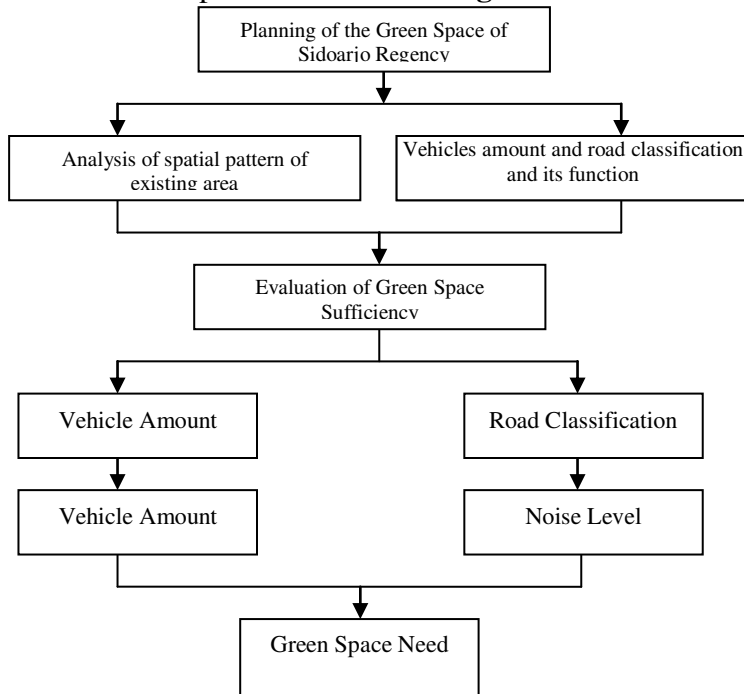 Planning of the Green Space of
Sidoarjo Regency
Analysis of spatial pattern of
existing area
Vehicles amount and road classification
and its function
Evaluation of Green Space
Sufficiency
Vehicle Amount
Road Classification
Vehicle Amount
Noise Level
Green Space Need